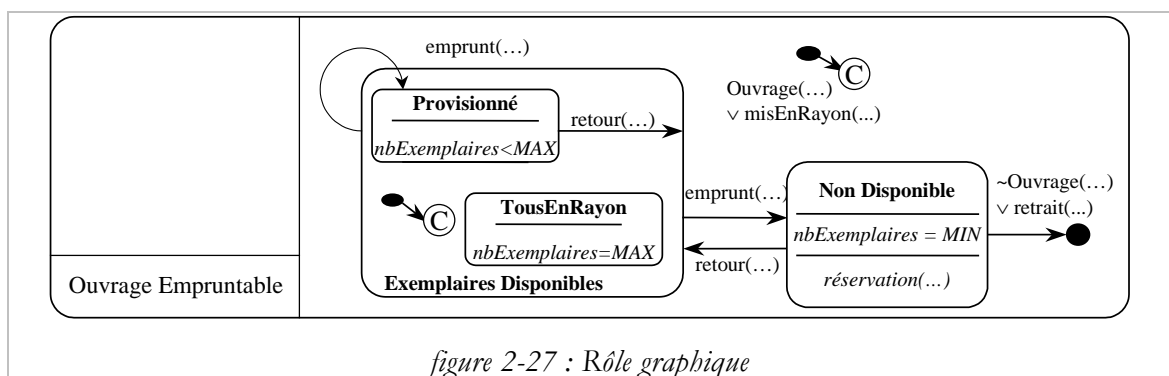 emprunt(…)
Provisionné
nbExemplaires<MAX
retour(…)
C
Ouvrage(…)
∨ misEnRayon(...)
C
TousEnRayon
nbExemplaires=MAX
Exemplaires Disponibles
emprunt(…)
retour(…)
Non Disponible
nbExemplaires = MIN
réservation(…)
~Ouvrage(…)
∨ retrait(...)
Ouvrage Empruntable
figure 2-27 : Rôle graphique